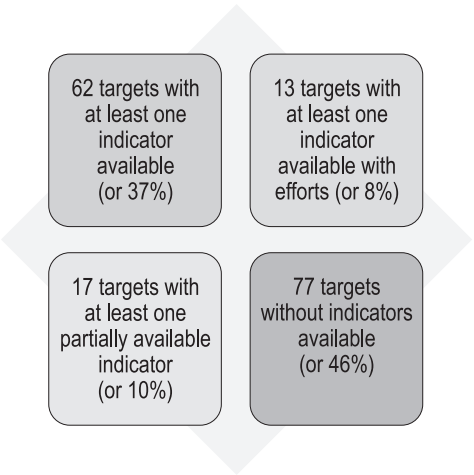 62 targets with
at least one
indicator
available
(or 37%)
13 targets with
at least one
indicator
available with
efforts (or 8%)
17 targets with
at least one
partially available
indicator
(or 10%)
77 targets
without indicators
available
(or 46%)